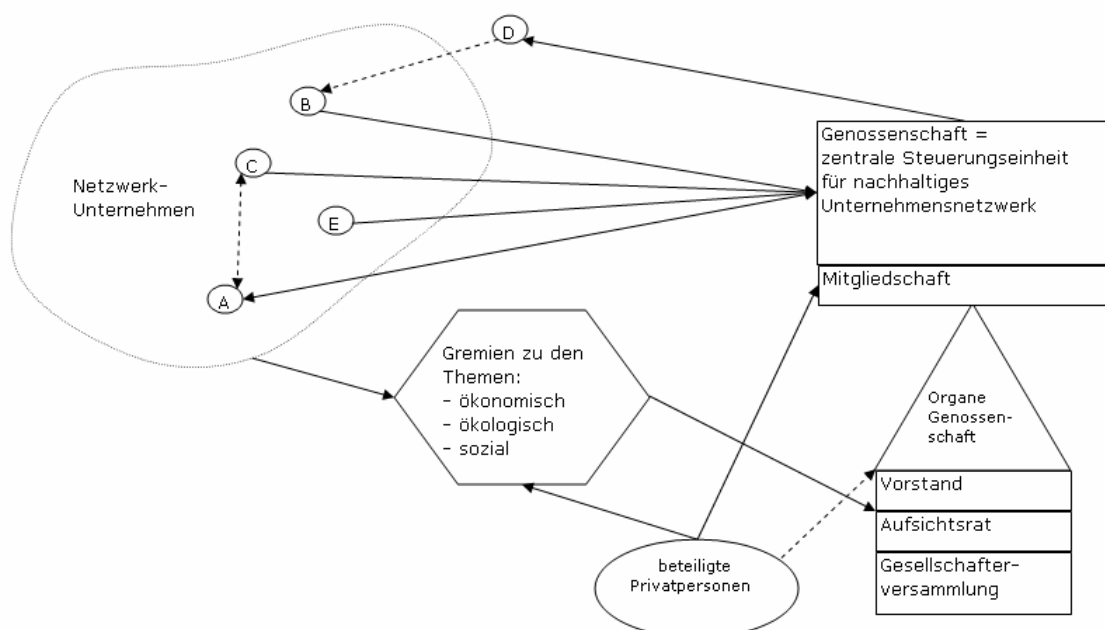 D
B
C
E
A
Netzwerk-
Unternehmen
Genossenschaft =
zentrale Steuerungseinheit
für nachhaltiges
Unternehmensnetzwerk
Mitgliedschaft
Gremien zu den
Themen:
- ökonomisch
- ökologisch
- sozial
Organe
Genossen-
schaft
Vorstand
Aufsichtsrat
Gesellschafter-
versammlung
beteiligte
Privatpersonen